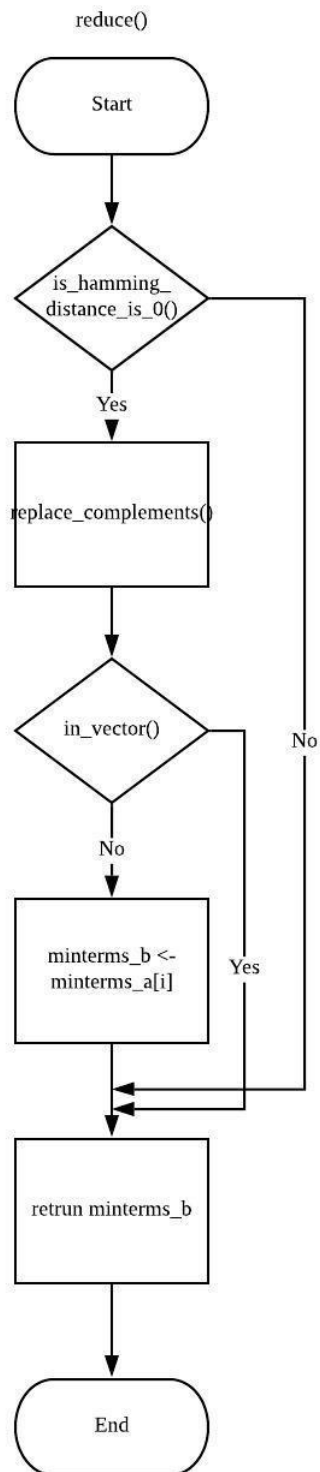 reduce()
Start
is_hamming_
distance_is_0()
Yes
replace_complements()
in_vector()
No
No
minterms_b <-
minterms_a[i]
Yes
retrun minterms_b
End